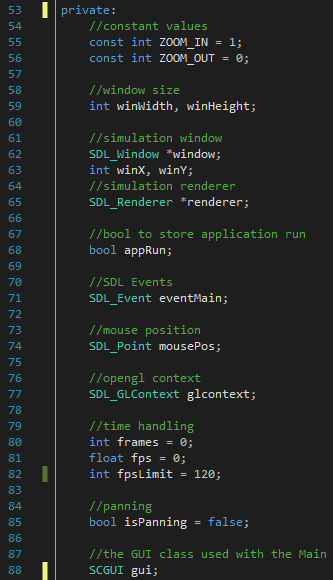 53 private:
54 //constant values
55 const int ZOOM_IN = 1;
56 const int ZOOM_OUT = 0;
57
58 //window size
59 int winWidth, winHeight;
60
61 //simulation window
62 SDL_Window *window;
63 int winX, winY;
64 //simulation renderer
65 SDL_Renderer *renderer;
66
67 //bool to store application run
68 bool appRun;
69
70 //SDL Events
71 SDL_Event eventMain;
72
73 //mouse position
74 SDL_Point mousePos;
75
76 //opengl context
77 SDL_GLContext glcontext;
78
79 //time handling
80 int frames = 0;
81 float fps = 0;
82 int fpsLimit = 120;
83
84 //panning
85 bool isPanning = false;
86
87 //the GUI class used with the Main
88 SCGUI gui;